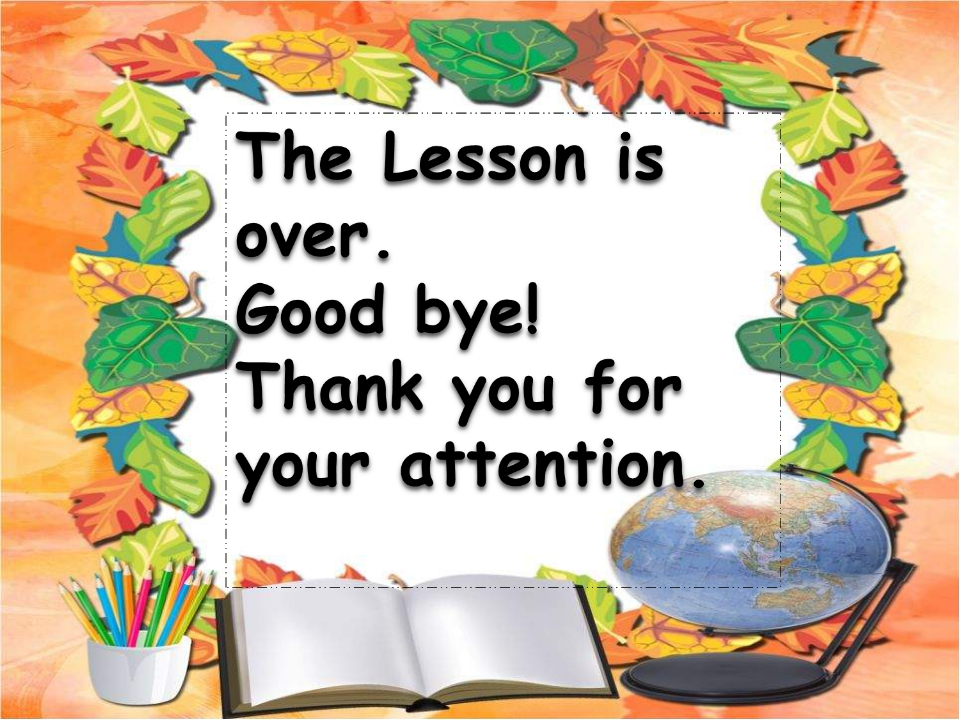 The Lesson is
over.
Good bye!
Thank you for
your attention.